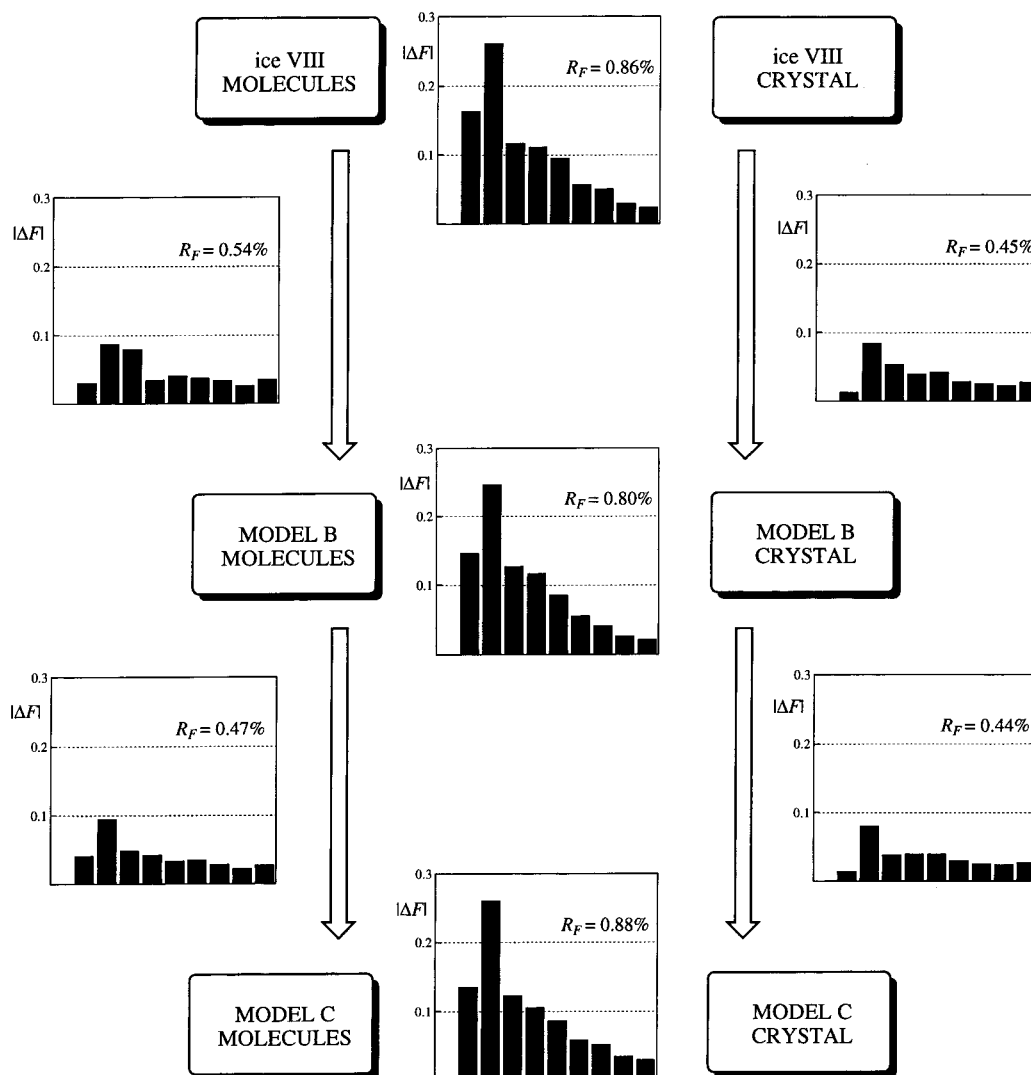 ice VIII
MOLECULES
0.3
|ΔF|
R_F = 0.86%
0.2
0.1
ice VIII
CRYSTAL
0.3
|ΔF|
R_F = 0.54%
0.2
0.1
0.3
|ΔF|
R_F = 0.45%
0.2
0.1
MODEL B
MOLECULES
0.3
|ΔF|
R_F = 0.80%
0.2
0.1
MODEL B
CRYSTAL
0.3
|ΔF|
R_F = 0.47%
0.2
0.1
0.3
|ΔF|
R_F = 0.44%
0.2
0.1
MODEL C
MOLECULES
0.3
|ΔF|
R_F = 0.88%
0.2
0.1
MODEL C
CRYSTAL